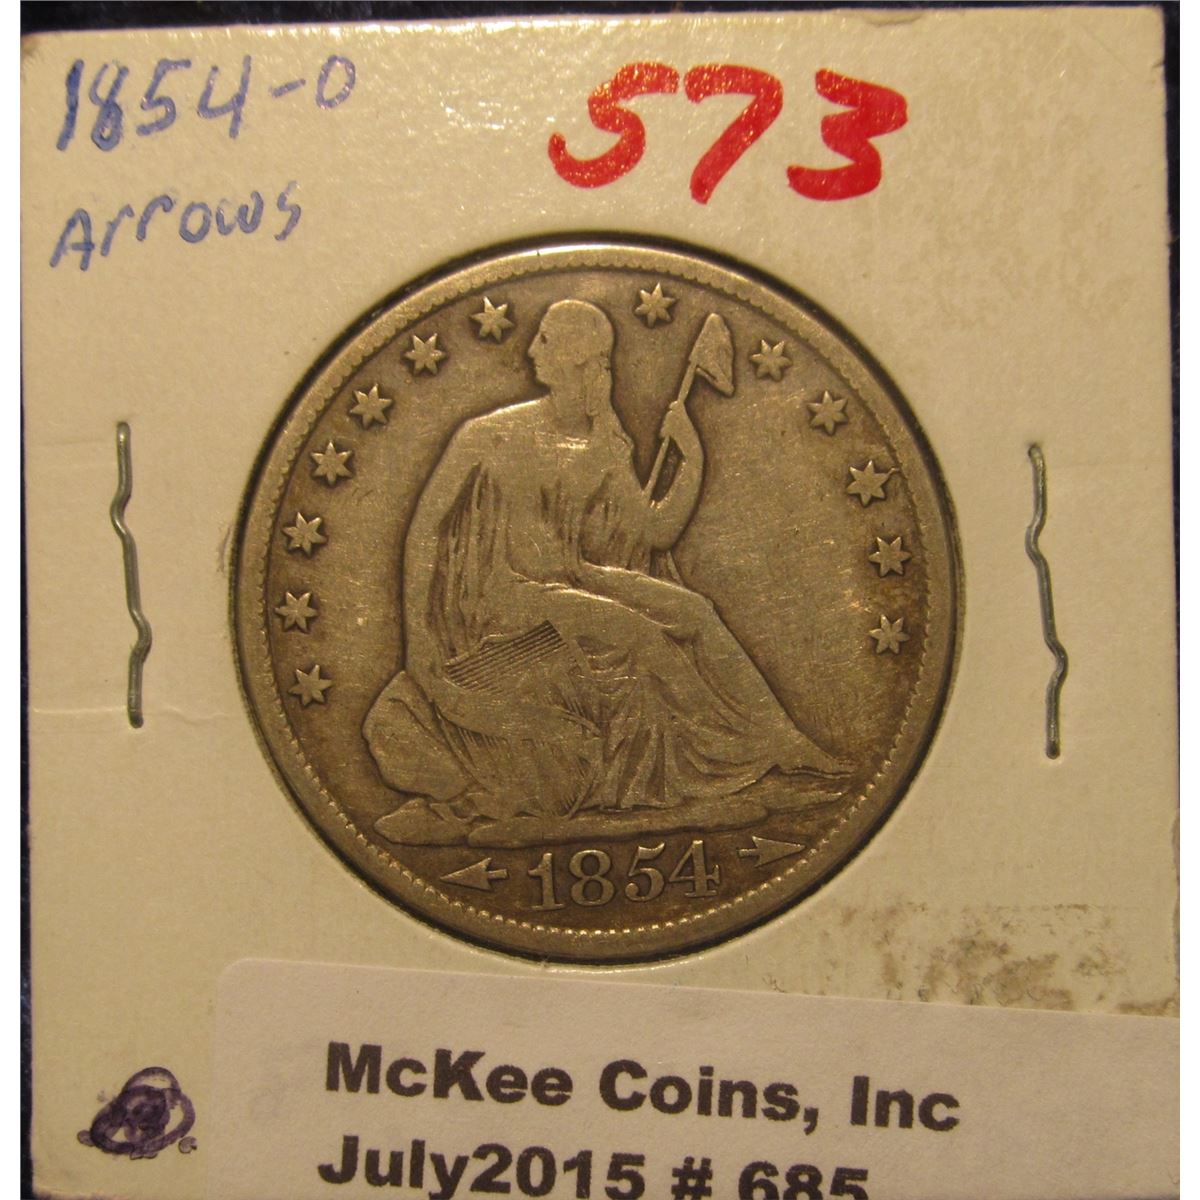 1854-O
573
Arrows
1854
McKee Coins, Inc
July2015 # 685